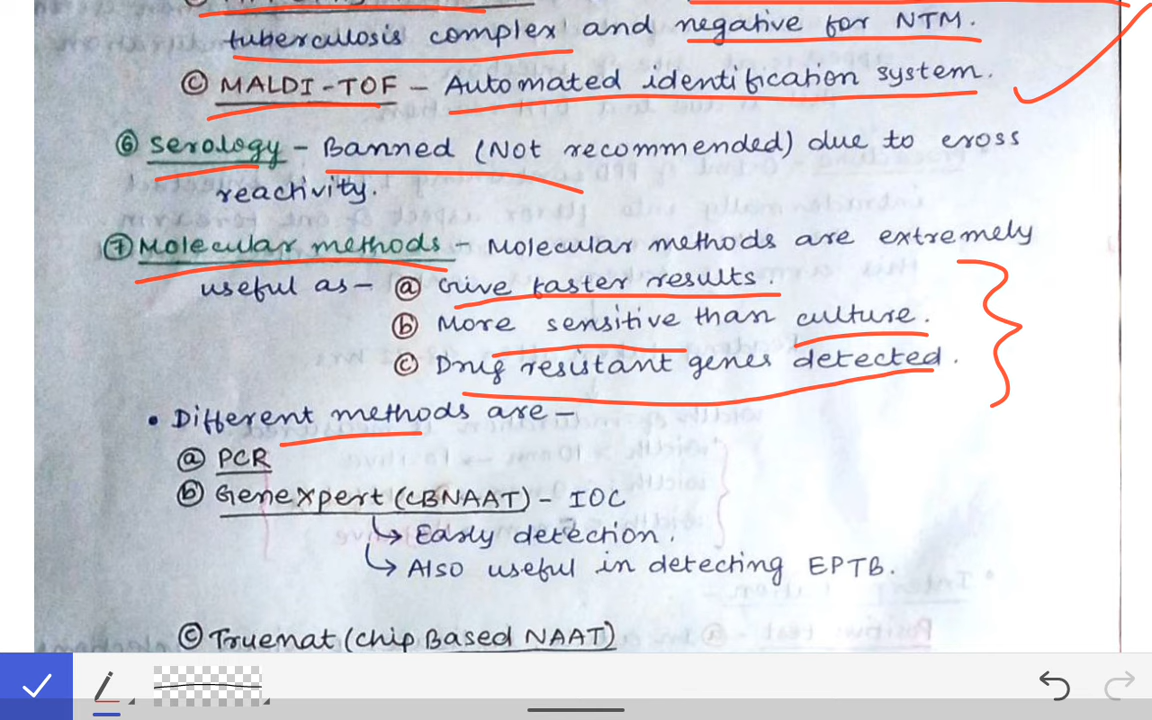 tuberculosis complex and negative for NTM.
Ⓒ MALDI-TOF - Automated identification system.
⑥ Serology - Banned (Not recommended) due to cross
reactivity.
⑦ Molecular methods - Molecular methods are extremely
useful as - ⓐ Give faster results.
ⓑ More sensitive than culture.
Ⓒ Drug resistant genes detected.
• Different methods are -
ⓐ PCR
ⓑ GeneXpert (CBNAAT) - IOC
↳ Early detection.
↳ Also useful in detecting EPTB.
Ⓒ Truenat (Chip Based NAAT)